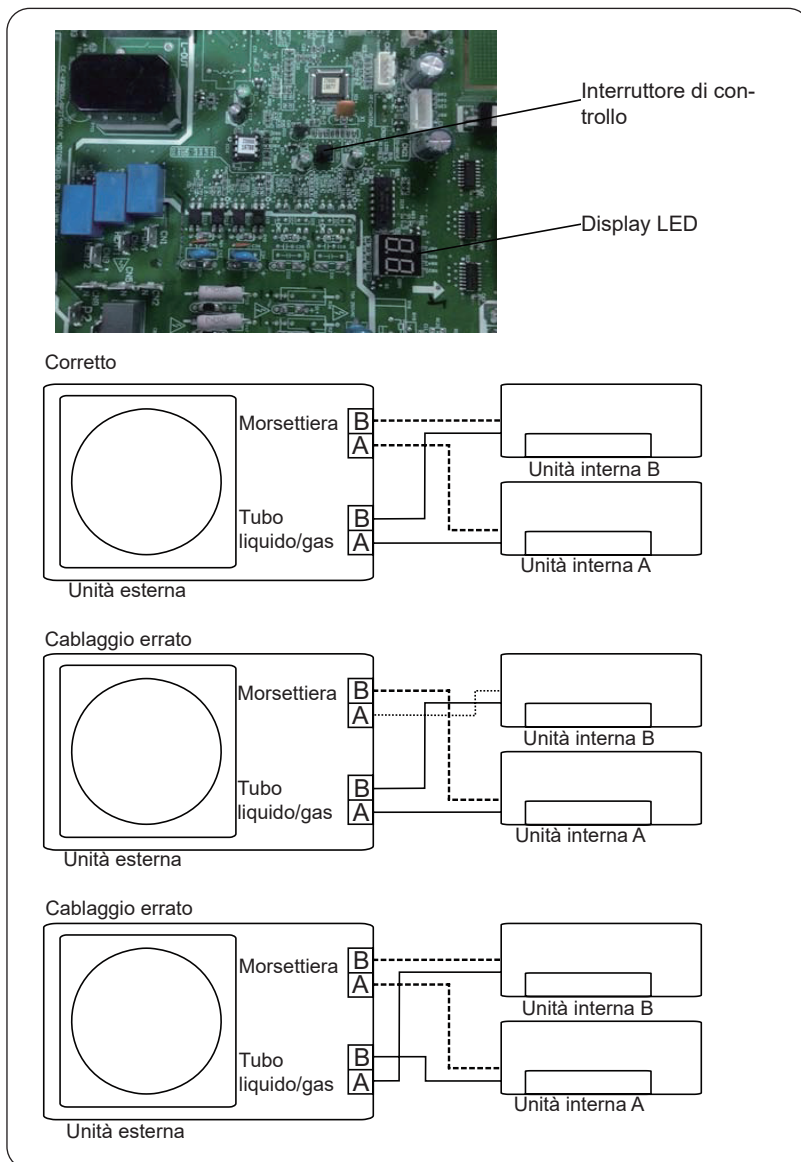 Interruttore di con-
trollo
Display LED
L-OUT
CN1
Corretto
Morsettiera
B
A
Unità interna B
Tubo
liquido/gas
B
A
Unità interna A
Unità esterna
Cablaggio errato
Morsettiera
B
A
Unità interna B
Tubo
liquido/gas
B
A
Unità interna A
Unità esterna
Cablaggio errato
Morsettiera
B
A
Unità interna B
Tubo
liquido/gas
B
A
Unità interna A
Unità esterna